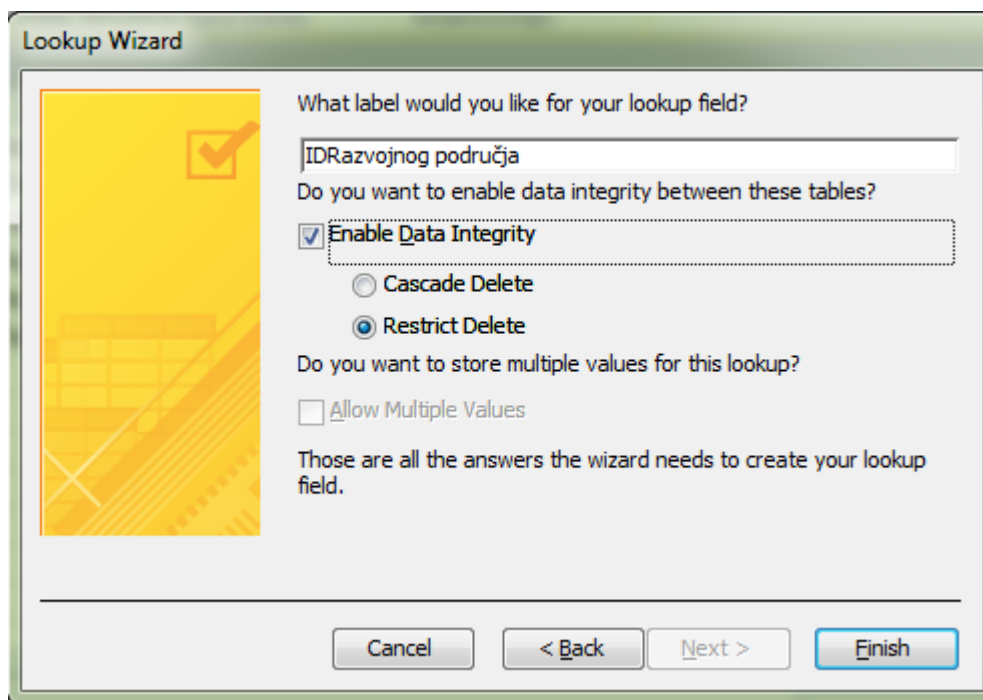 Lookup Wizard
What label would you like for your lookup field?
IDRazvojnog područja
Do you want to enable data integrity between these tables?
Enable Data Integrity
Cascade Delete
Restrict Delete
Do you want to store multiple values for this lookup?
Allow Multiple Values
Those are all the answers the wizard needs to create your lookup
field.
Cancel
< Back
Next >
Finish